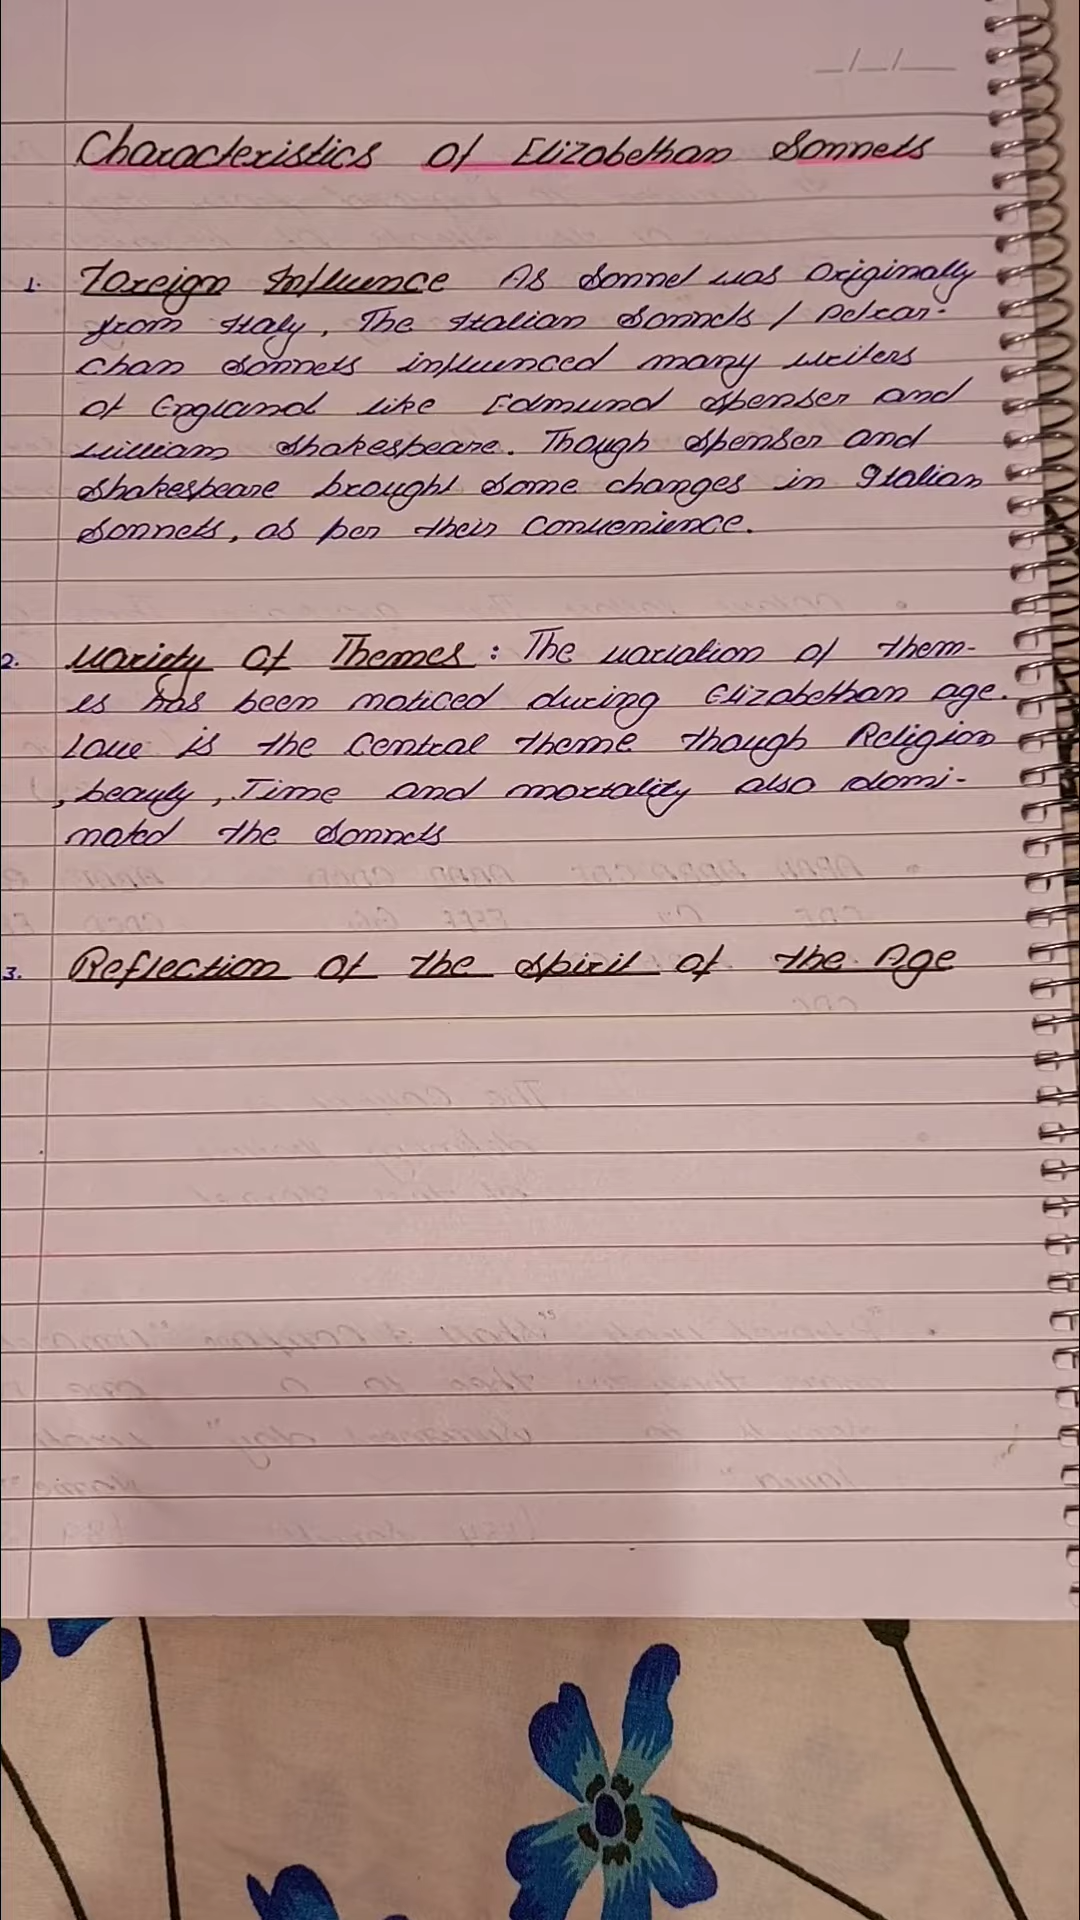 Characteristics Of Elizabethan Sonnets
1. Foreign Influence As Sonnet was Originally
from Italy, The Italian Sonnets / Petrar-
chan Sonnets influenced many writers
of England like Edmund Spenser and
William Shakespeare. Though Spenser and
Shakespeare brought some changes in Italian
Sonnets, as per their Convenience.
2. Variety Of Themes : The variation of them-
es has been noticed during Elizabethan age.
Love is the Central theme though Religion
, beauty, Time and mortality also domi-
nated the Sonnets
3. Reflection Of the Spirit of the Age